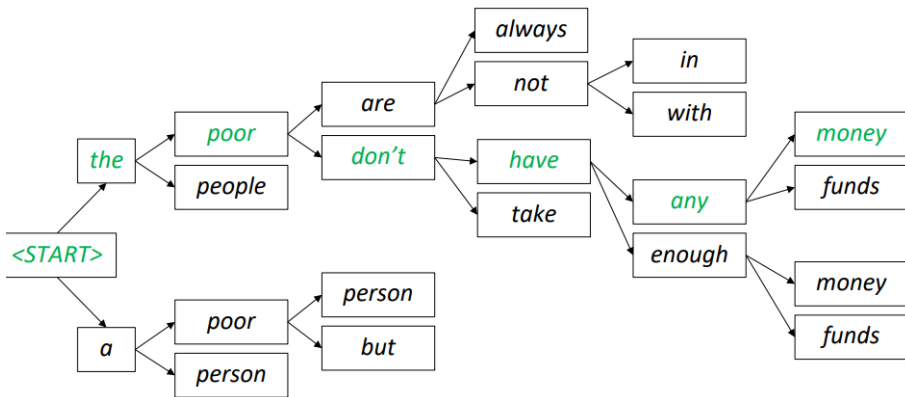 always
in
are
not
with
poor
money
the
don't
have
people
any
funds
take
<START>
enough
person
money
poor
a
but
funds
person